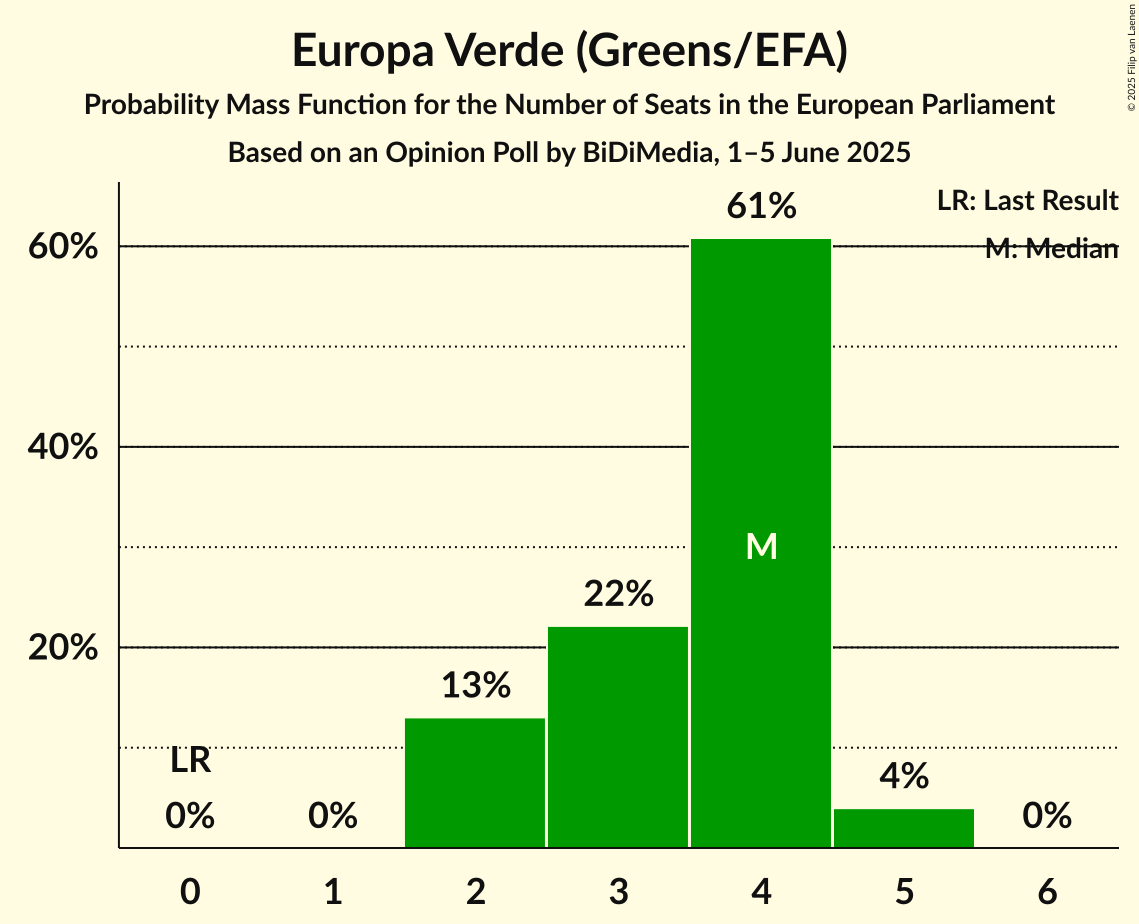 Europa Verde (Greens/EFA)
Probability Mass Function for the Number of Seats in the European Parliament
Based on an Opinion Poll by BiDiMedia, 1–5 June 2025
© 2025 Filip van Laenen
LR: Last Result
M: Median
60%
40%
20%
LR
0%
0%
13%
22%
61%
M
4%
0%
0
1
2
3
4
5
6